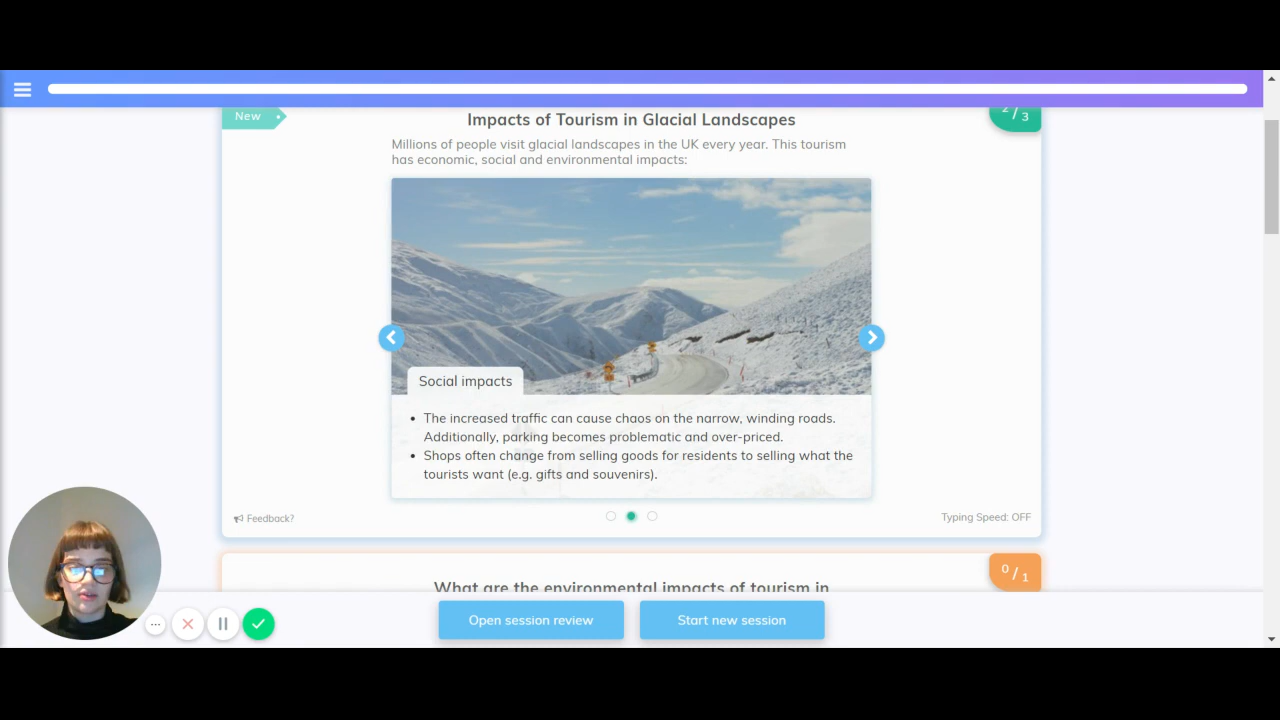 New
Impacts of Tourism in Glacial Landscapes
2 / 3
Millions of people visit glacial landscapes in the UK every year. This tourism
has economic, social and environmental impacts:
Social impacts
• The increased traffic can cause chaos on the narrow, winding roads.
Additionally, parking becomes problematic and over-priced.
• Shops often change from selling goods for residents to selling what the
tourists want (e.g. gifts and souvenirs).
Feedback?
Typing Speed: OFF
What are the environmental impacts of tourism in
0 / 1
Open session review
Start new session